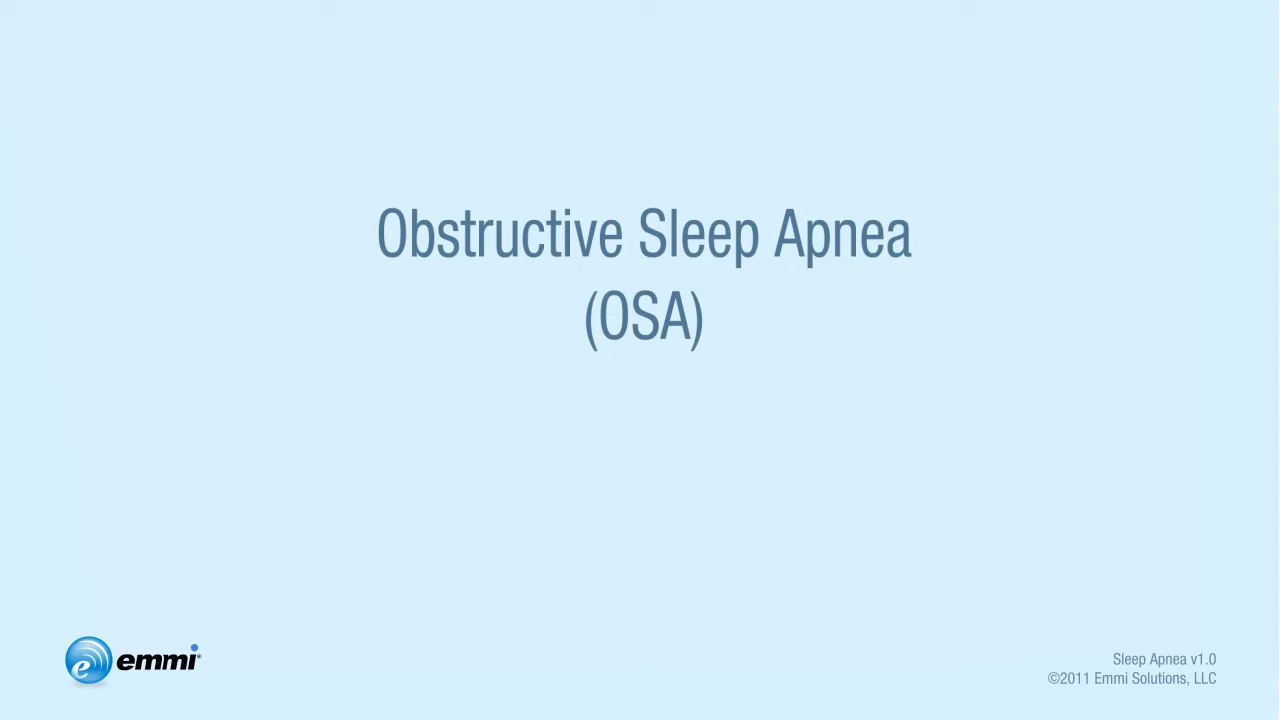 Obstructive Sleep Apnea
(OSA)
e emmi®
Sleep Apnea v1.0
©2011 Emmi Solutions, LLC